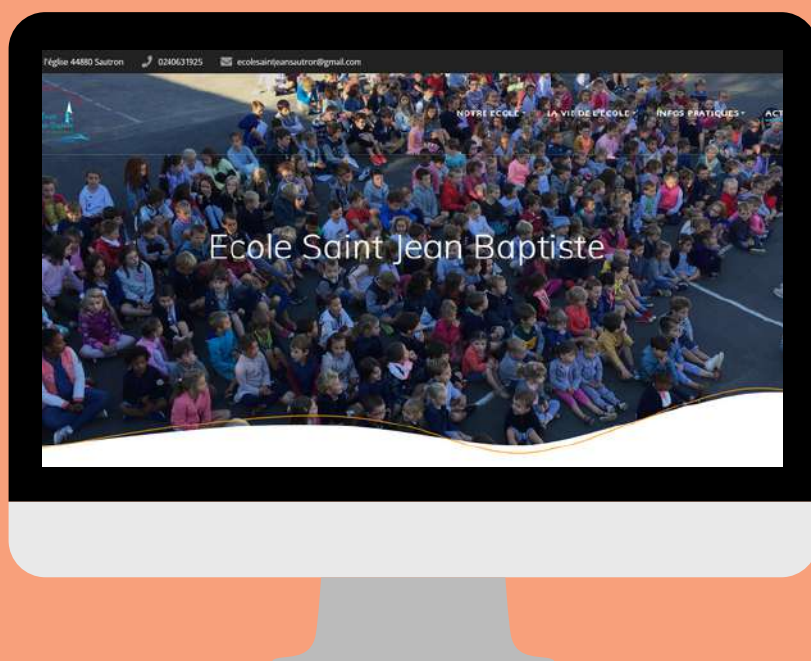 l'église 44880 Sautron 0240631925 ecolesaintjeansautron@gmail.com
NOTRE ECOLE LA VIE DE L'ECOLE INFOS PRATIQUES ACT
Ecole Saint Jean Baptiste